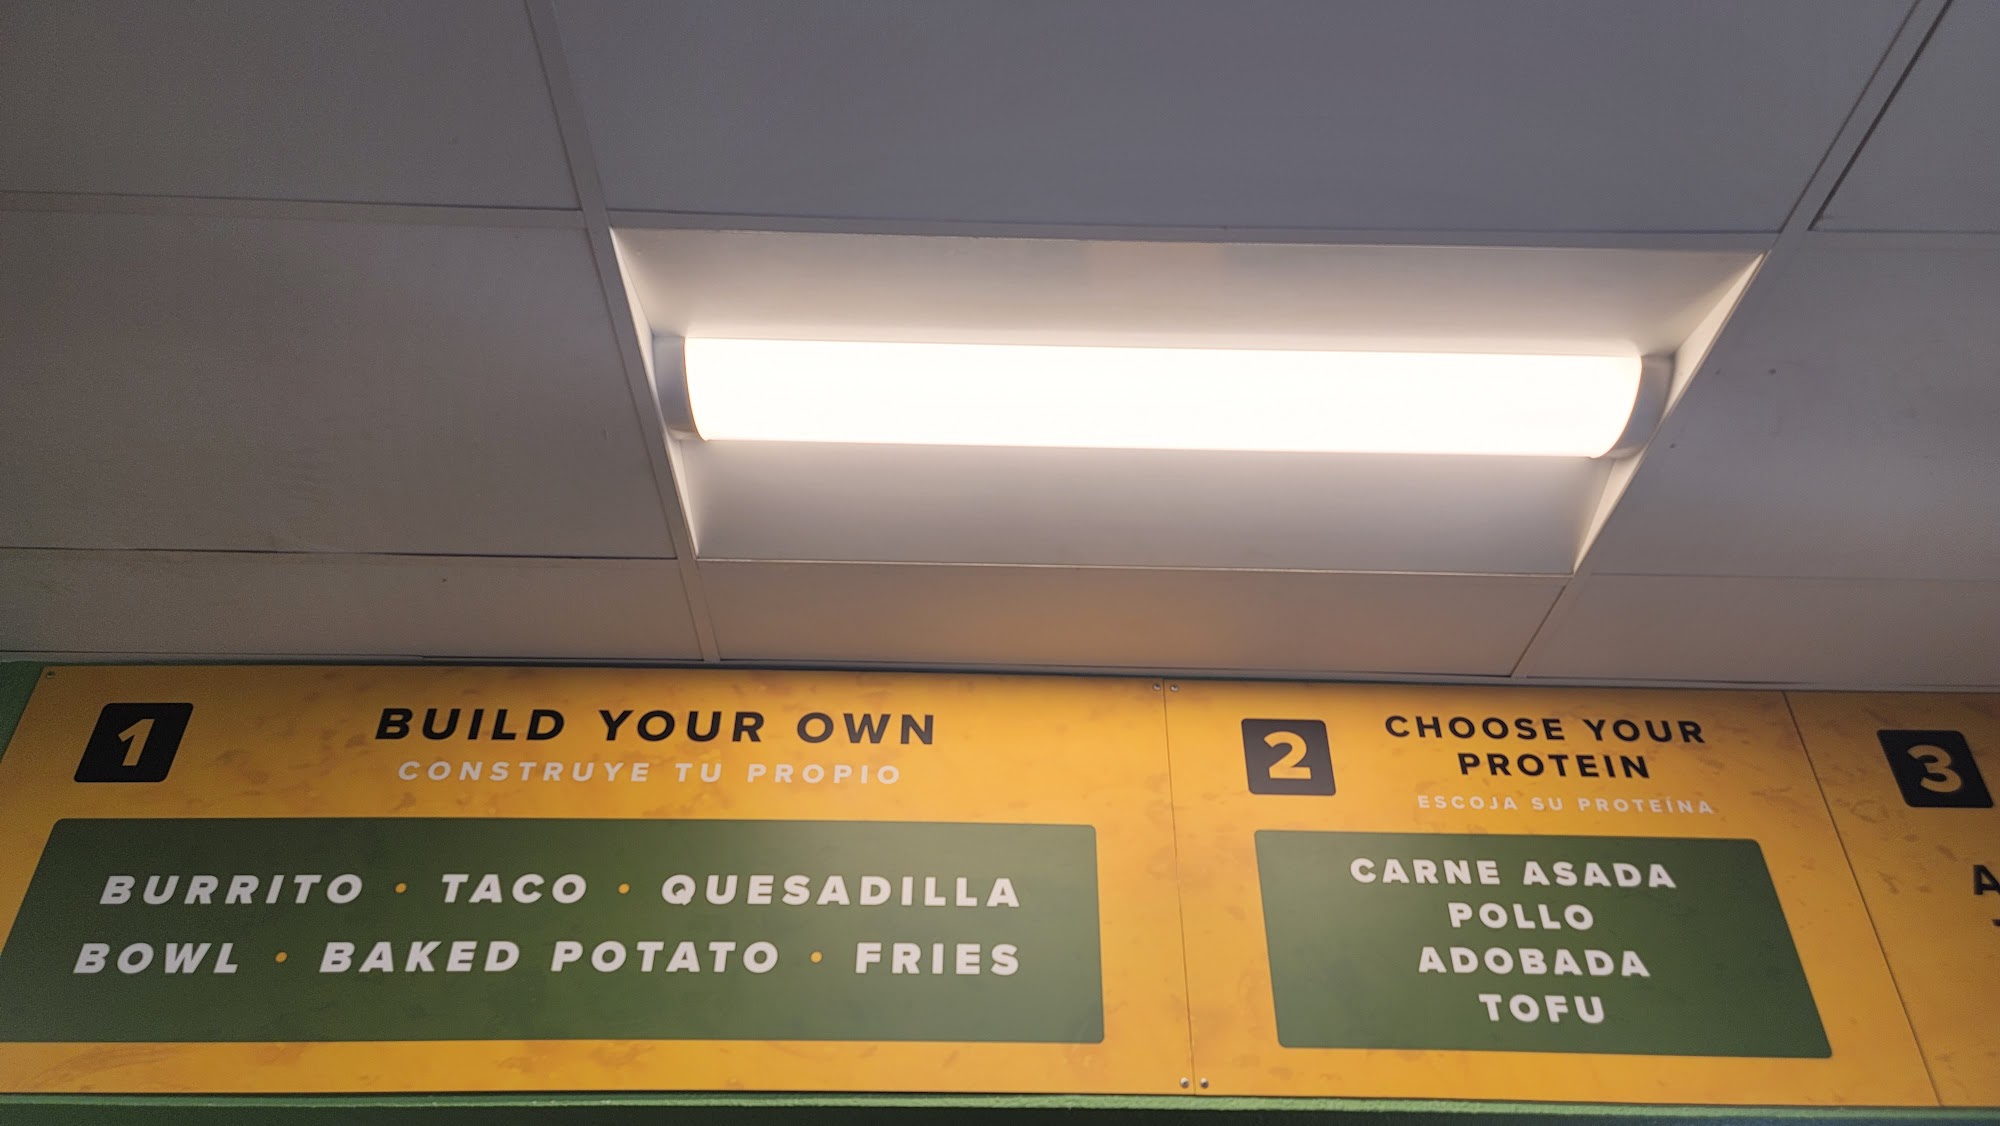 1
BUILD YOUR OWN
CONSTRUYE TU PROPIO
BURRITO • TACO • QUESADILLA
BOWL • BAKED POTATO • FRIES
2
CHOOSE YOUR
PROTEIN
ESCOJA SU PROTEÍNA
CARNE ASADA
POLLO
ADOBADA
TOFU
3